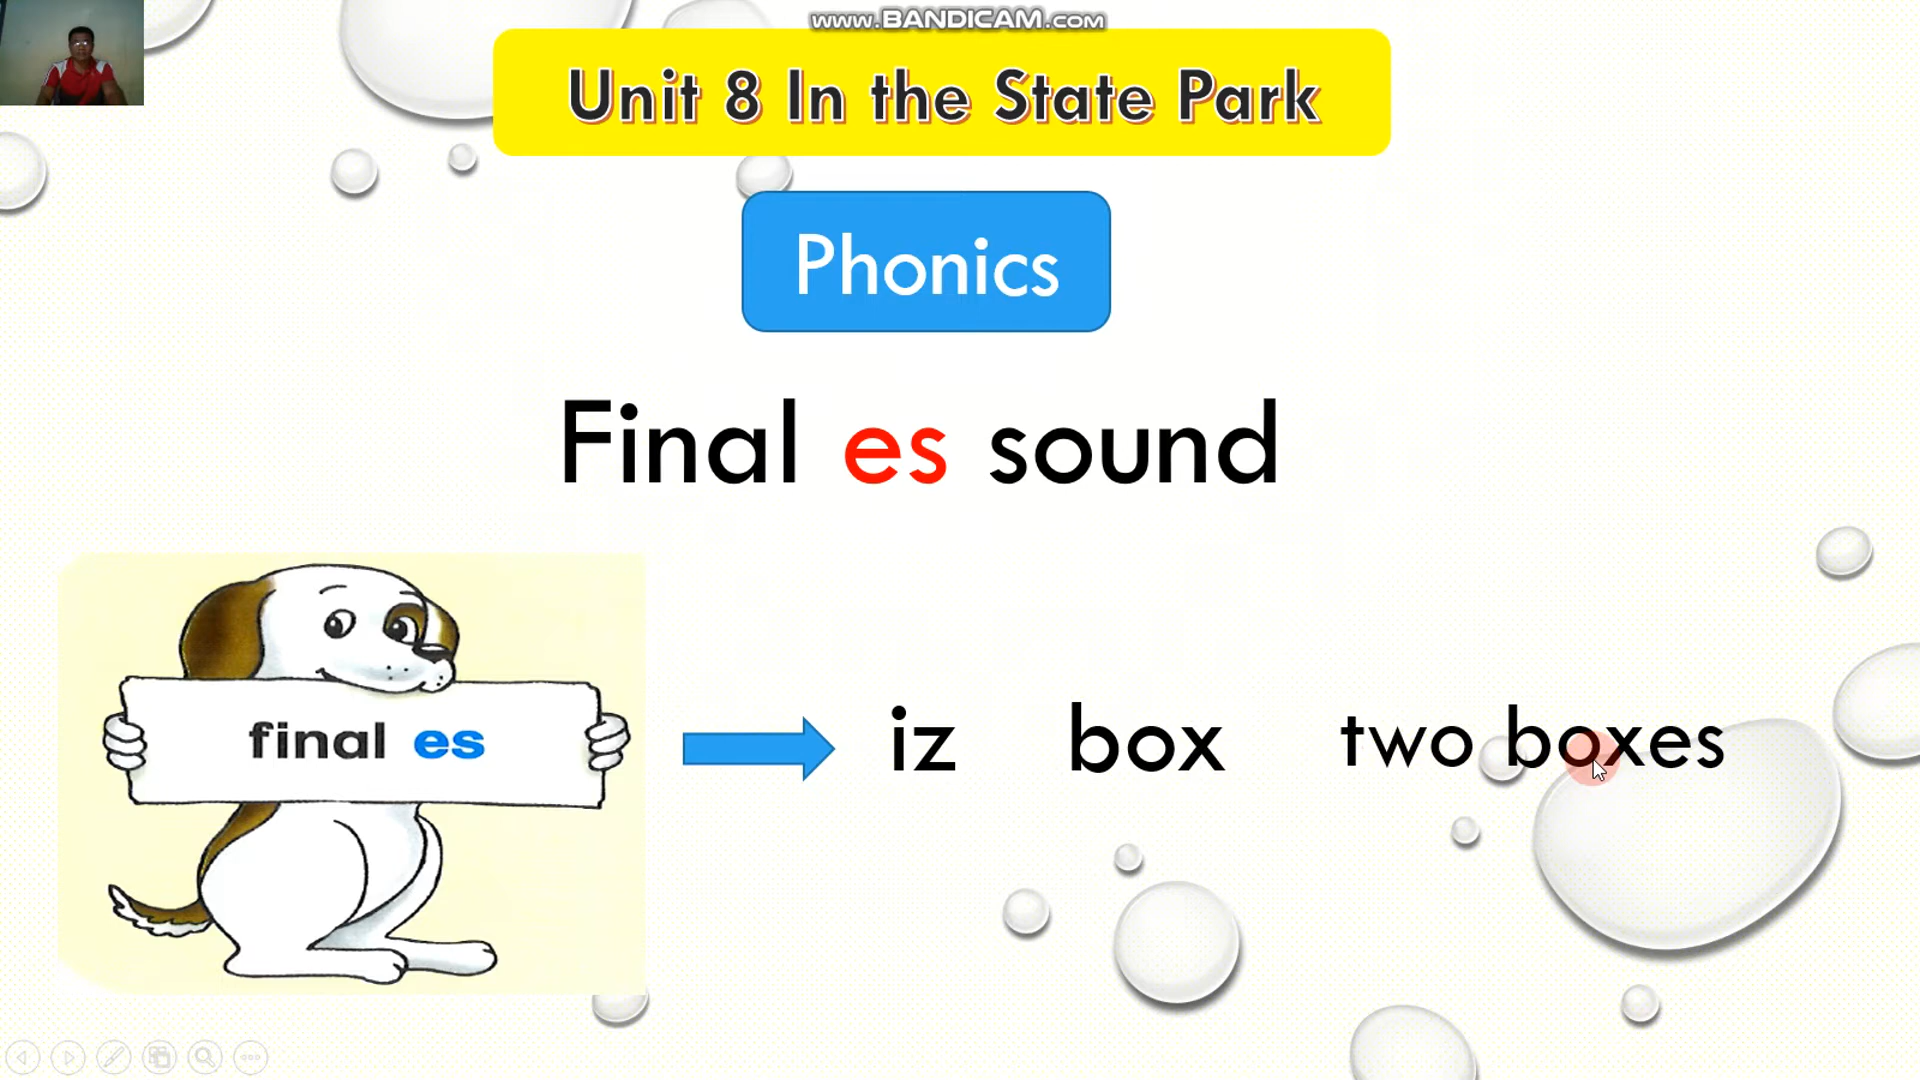 www.BANDICAM.com
Unit 8 In the State Park
Phonics
Final es sound
final es
iz box two boxes